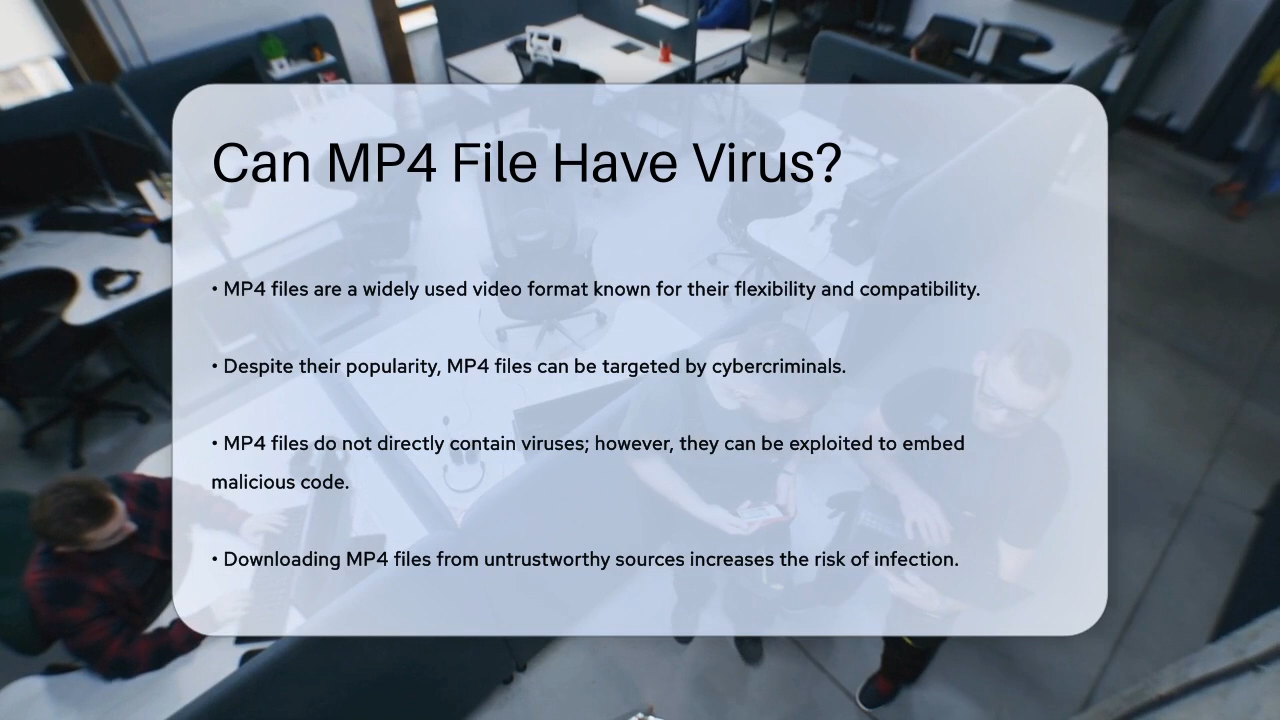 Can MP4 File Have Virus?
• MP4 files are a widely used video format known for their flexibility and compatibility.
• Despite their popularity, MP4 files can be targeted by cybercriminals.
• MP4 files do not directly contain viruses; however, they can be exploited to embed
malicious code.
• Downloading MP4 files from untrustworthy sources increases the risk of infection.